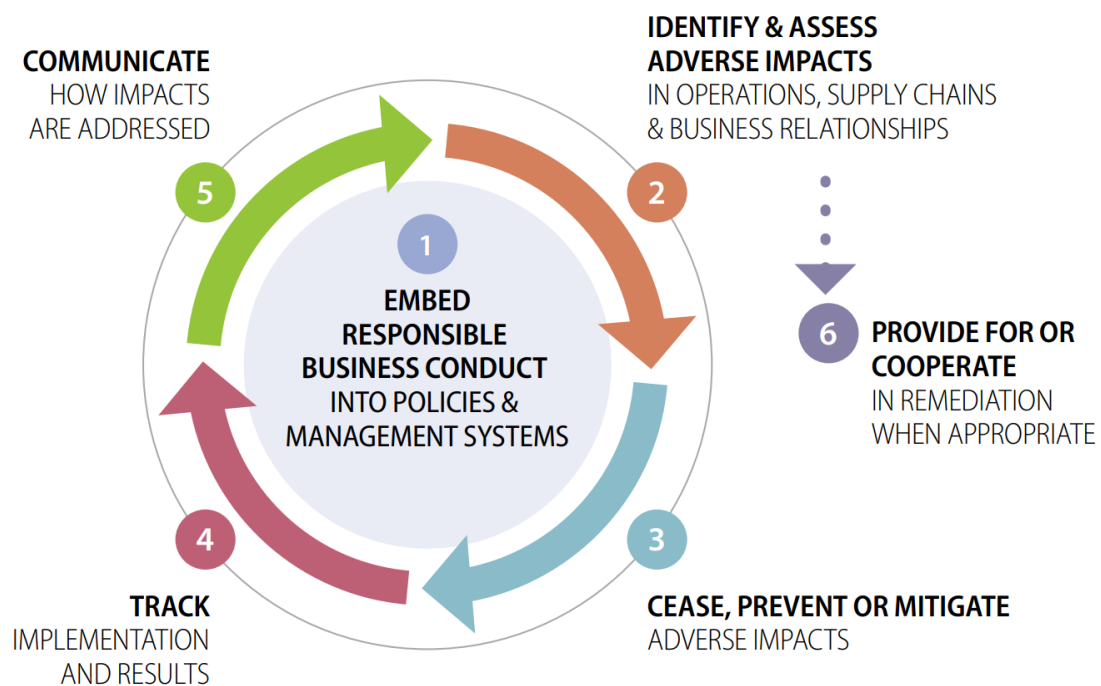 COMMUNICATE
HOW IMPACTS
ARE ADDRESSED
5
IDENTIFY & ASSESS
ADVERSE IMPACTS
IN OPERATIONS, SUPPLY CHAINS
& BUSINESS RELATIONSHIPS
2
1
EMBED
RESPONSIBLE
BUSINESS CONDUCT
INTO POLICIES &
MANAGEMENT SYSTEMS
6
PROVIDE FOR OR
COOPERATE
IN REMEDIATION
WHEN APPROPRIATE
4
TRACK
IMPLEMENTATION
AND RESULTS
3
CEASE, PREVENT OR MITIGATE
ADVERSE IMPACTS